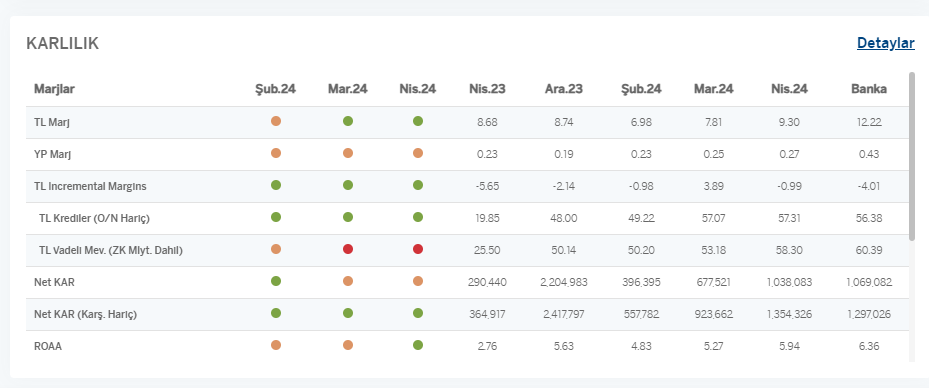 KARLILIK Detaylar
Marjlar Şub.24 Mar.24 Nis.24 Nis.23 Ara.23 Şub.24 Mar.24 Nis.24 Banka
TL Marj 8.68 8.74 6.98 7.81 9.30 12.22
YP Marj 0.23 0.19 0.23 0.25 0.27 0.43
TL Incremental Margins -5.65 -2.14 -0.98 3.89 -0.99 -4.01
TL Krediler (O/N Hariç) 19.85 48.00 49.22 57.07 57.31 56.38
TL Vadeli Mev. (ZK Mlyt. Dahil) 25.50 50.14 50.20 53.18 58.30 60.39
Net KAR 290,440 2,204,983 396,395 677,521 1,038,083 1,069,082
Net KAR (Karş. Hariç) 364,917 2,417,797 557,782 923,662 1,354,326 1,297,026
ROAA 2.76 5.63 4.83 5.27 5.94 6.36